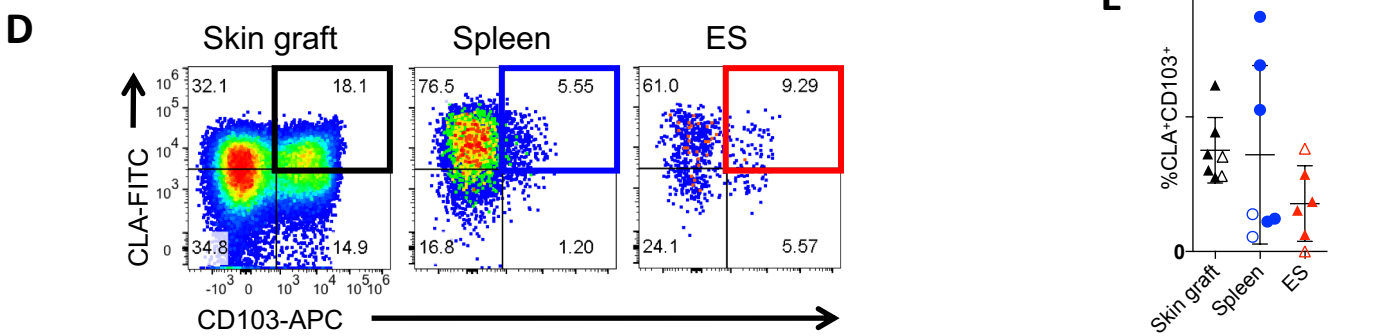 D
Skin graft
Spleen
ES
10^6
10^5
10^4
10^3
0
CLA-FITC
32.1
18.1
34.8
14.9
76.5
5.55
16.8
1.20
61.0
9.29
24.1
5.57
-10^3 0 10^3 10^4 10^5 10^6
CD103-APC
%CLA⁺CD103⁺
0
Skin graft
Spleen
ES